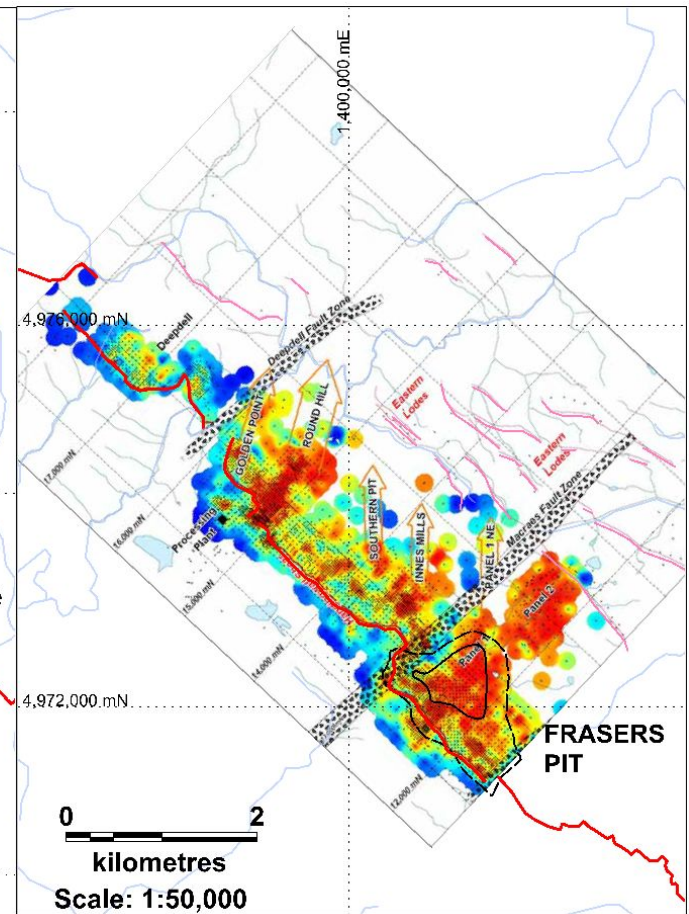 1,400,000.mE
Deepdell Fault Zone
4,976,000 mN
Deepdell
Eastern
Lodes
GOLDEN POINT
ROUND HILL
Eastern
Lodes
17,000 mN
Macraes Fault Zone
SOUTHERN PIT
INNES MILLS
PANEL 1 NE
Processing
Plant
16,000 mN
15,000 mN
Panel 2
14,000 mN
Panel 1
4,972,000 mN
FRASERS
PIT
12,000 mN
0 2
kilometres
Scale: 1:50,000